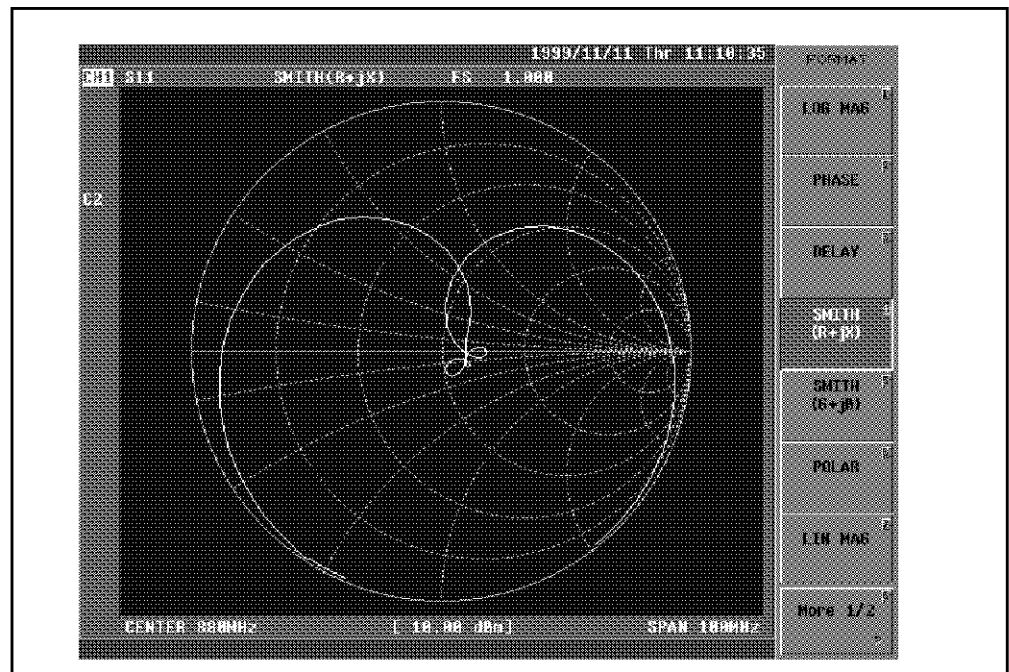 1999/11/11 Thr 11:10:35
CH1 S11 SMITH(R+jX) FS 1.000
C2
CENTER 880MHz [ 10.00 dBm] SPAN 100MHz
FORMAT
LOG MAG
PHASE
DELAY
SMITH
(R+jX)
SMITH
(G+jB)
POLAR
LIN MAG
More 1/2